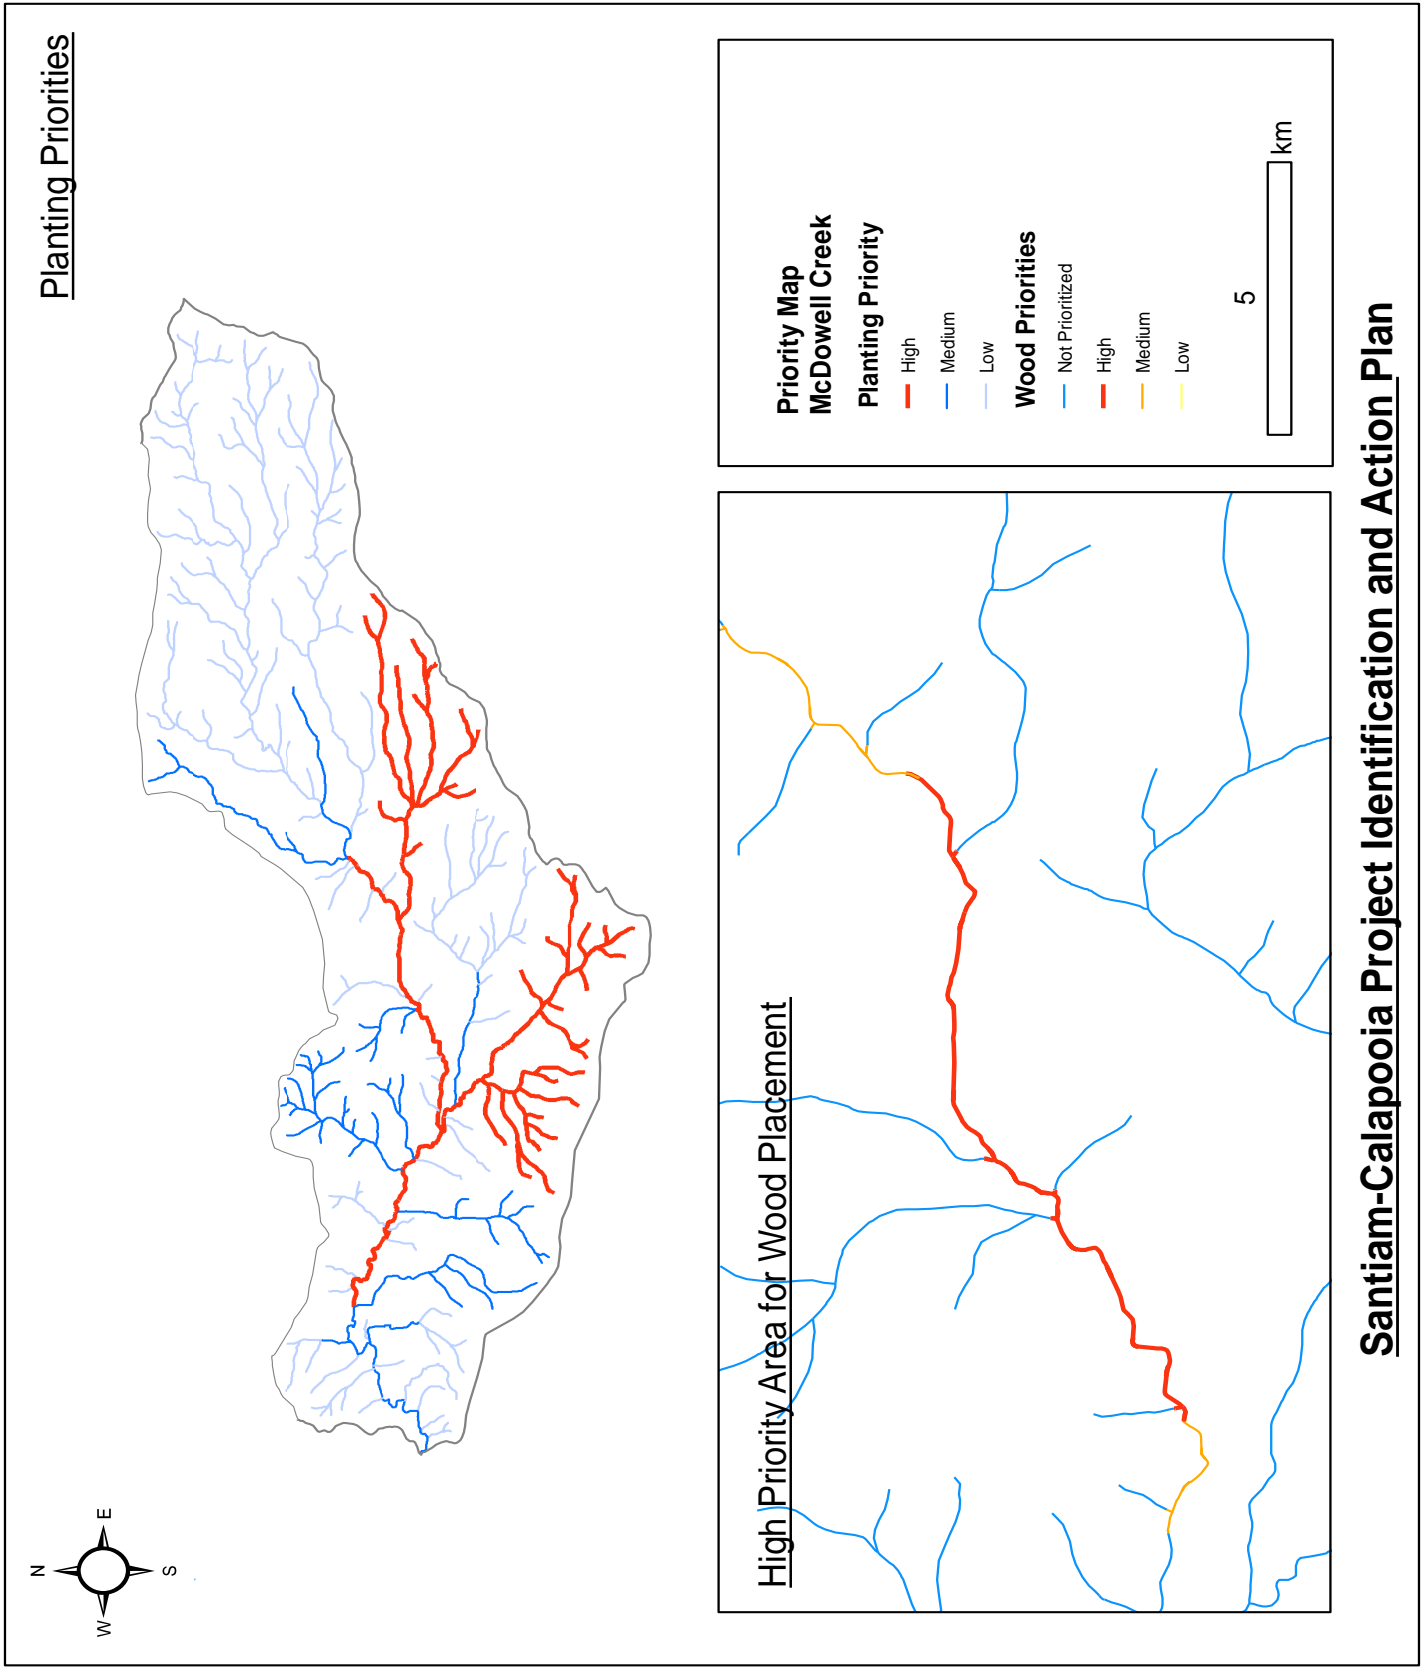 Planting Priorities
N
W
E
S
High Priority Area for Wood Placement
Priority Map
McDowell Creek
Planting Priority
High
Medium
Low
Wood Priorities
Not Prioritized
High
Medium
Low
5
km
Santiam-Calapooia Project Identification and Action Plan